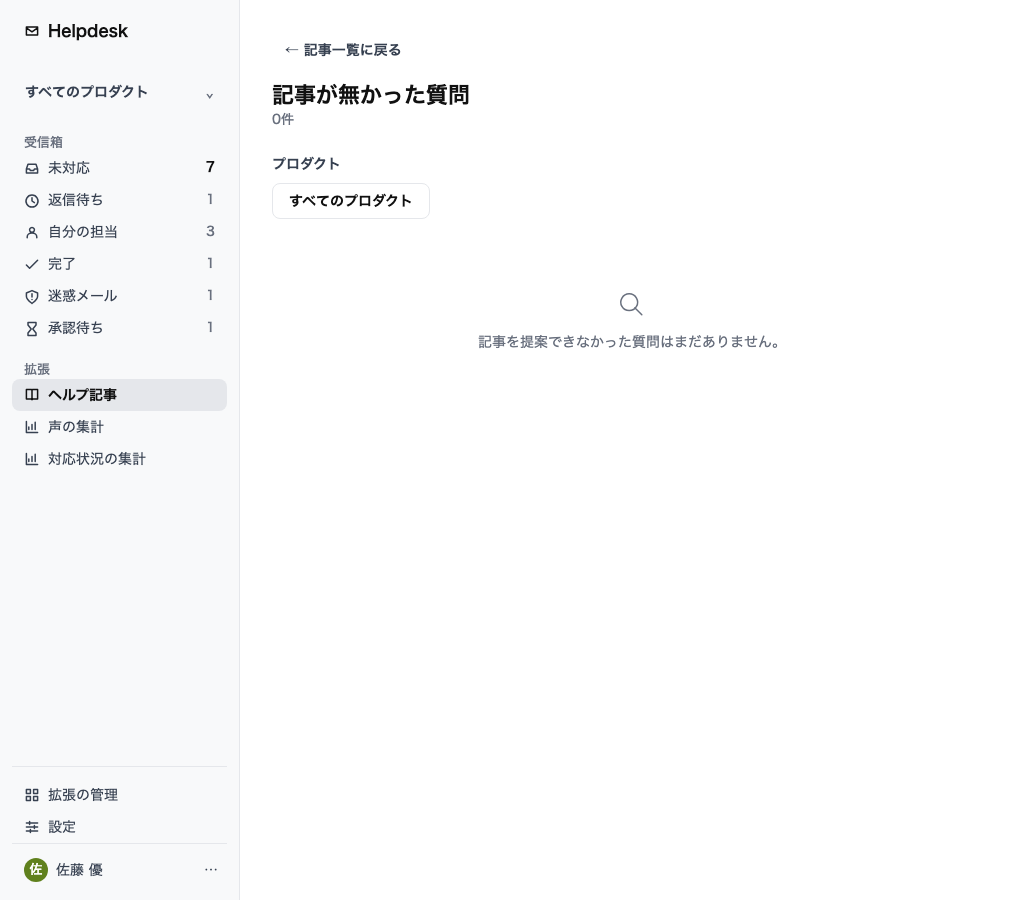 Helpdesk
すべてのプロダクト
受信箱
未対応 7
返信待ち 1
自分の担当 3
完了 1
迷惑メール 1
承認待ち 1
拡張
ヘルプ記事
声の集計
対応状況の集計
拡張の管理
設定
佐 佐藤 優 …
← 記事一覧に戻る
記事が無かった質問
0件
プロダクト
すべてのプロダクト
記事を提案できなかった質問はまだありません。